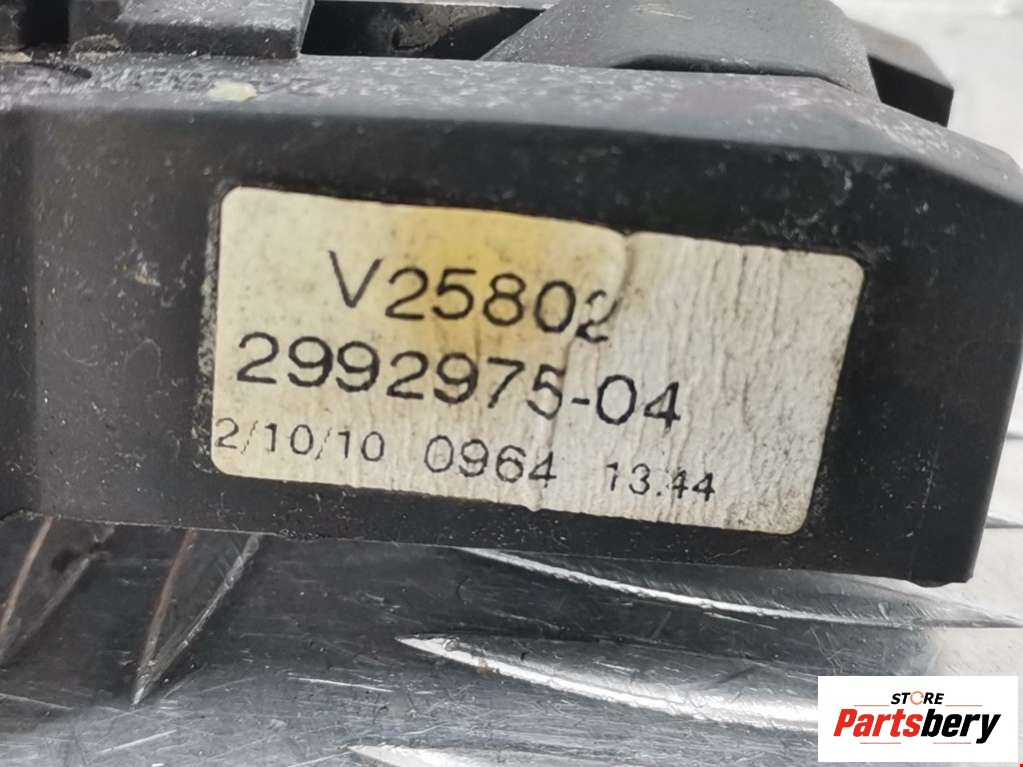 V25802
2992975-04
2/10/10 0964 13.44
STORE
Partsbery